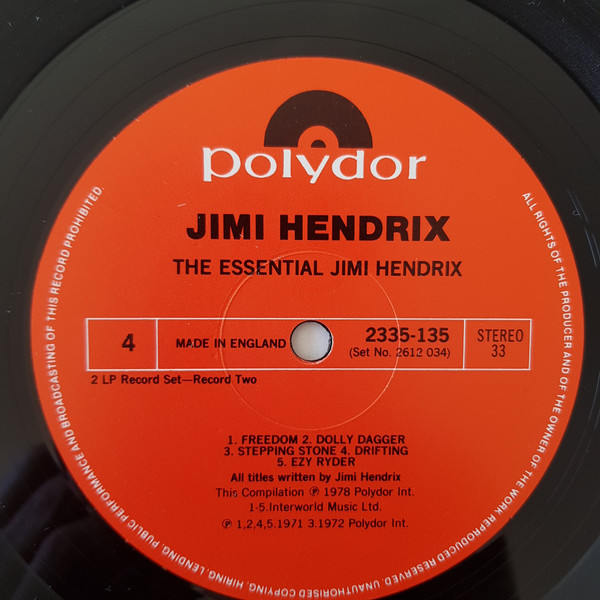 polydor
JIMI HENDRIX
THE ESSENTIAL JIMI HENDRIX
4
MADE IN ENGLAND
2335-135
(Set No. 2612 034)
STEREO
33
2 LP Record Set—Record Two
1. FREEDOM 2. DOLLY DAGGER
3. STEPPING STONE 4. DRIFTING
5. EZY RYDER
All titles written by Jimi Hendrix
This Compilation ℗ 1978 Polydor Int.
1-5.Interworld Music Ltd.
℗ 1,2,4,5.1971 3.1972 Polydor Int.
ALL RIGHTS OF THE PRODUCER AND OF THE OWNER OF THE WORK REPRODUCED RESERVED. UNAUTHORISED COPYING, HIRING, LENDING, PUBLIC PERFORMANCE AND BROADCASTING OF THIS RECORD PROHIBITED.